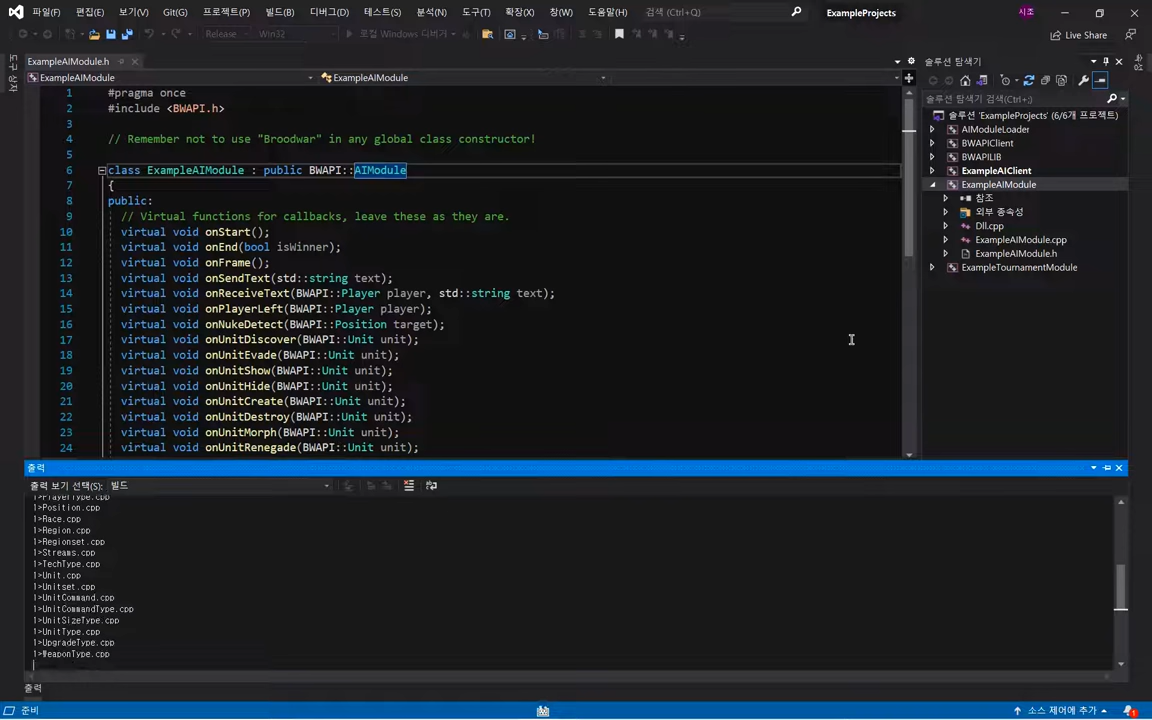 파일(F) 편집(E) 보기(V) Git(G) 프로젝트(P) 빌드(B) 디버그(D) 테스트(S) 분석(N) 도구(T) 확장(X) 창(W) 도움말(H) 검색 (Ctrl+Q) ExampleProjects 시조
Release Win32 로컬 Windows 디버거 Live Share
ExampleAIModule.h
ExampleAIModule ExampleAIModule
1 #pragma once
2 #include <BWAPI.h>
3
4 // Remember not to use "Broodwar" in any global class constructor!
5
6 class ExampleAIModule : public BWAPI::AIModule
7 {
8 public:
9 // Virtual functions for callbacks, leave these as they are.
10 virtual void onStart();
11 virtual void onEnd(bool isWinner);
12 virtual void onFrame();
13 virtual void onSendText(std::string text);
14 virtual void onReceiveText(BWAPI::Player player, std::string text);
15 virtual void onPlayerLeft(BWAPI::Player player);
16 virtual void onNukeDetect(BWAPI::Position target);
17 virtual void onUnitDiscover(BWAPI::Unit unit);
18 virtual void onUnitEvade(BWAPI::Unit unit);
19 virtual void onUnitShow(BWAPI::Unit unit);
20 virtual void onUnitHide(BWAPI::Unit unit);
21 virtual void onUnitCreate(BWAPI::Unit unit);
22 virtual void onUnitDestroy(BWAPI::Unit unit);
23 virtual void onUnitMorph(BWAPI::Unit unit);
24 virtual void onUnitRenegade(BWAPI::Unit unit);
솔루션 탐색기
솔루션 탐색기 검색(Ctrl+;)
솔루션 'ExampleProjects' (6/6개 프로젝트)
AIModuleLoader
BWAPIClient
BWAPILIB
ExampleAIClient
ExampleAIModule
참조
외부 종속성
Dll.cpp
ExampleAIModule.cpp
ExampleAIModule.h
ExampleTournamentModule
출력
출력 보기 선택(S): 빌드
1>PlayerType.cpp
1>Position.cpp
1>Race.cpp
1>Region.cpp
1>Regionset.cpp
1>Streams.cpp
1>TechType.cpp
1>Unit.cpp
1>Unitset.cpp
1>UnitCommand.cpp
1>UnitCommandType.cpp
1>UnitSizeType.cpp
1>UnitType.cpp
1>UpgradeType.cpp
1>WeaponType.cpp
출력
준비 소스 제어에 추가 1